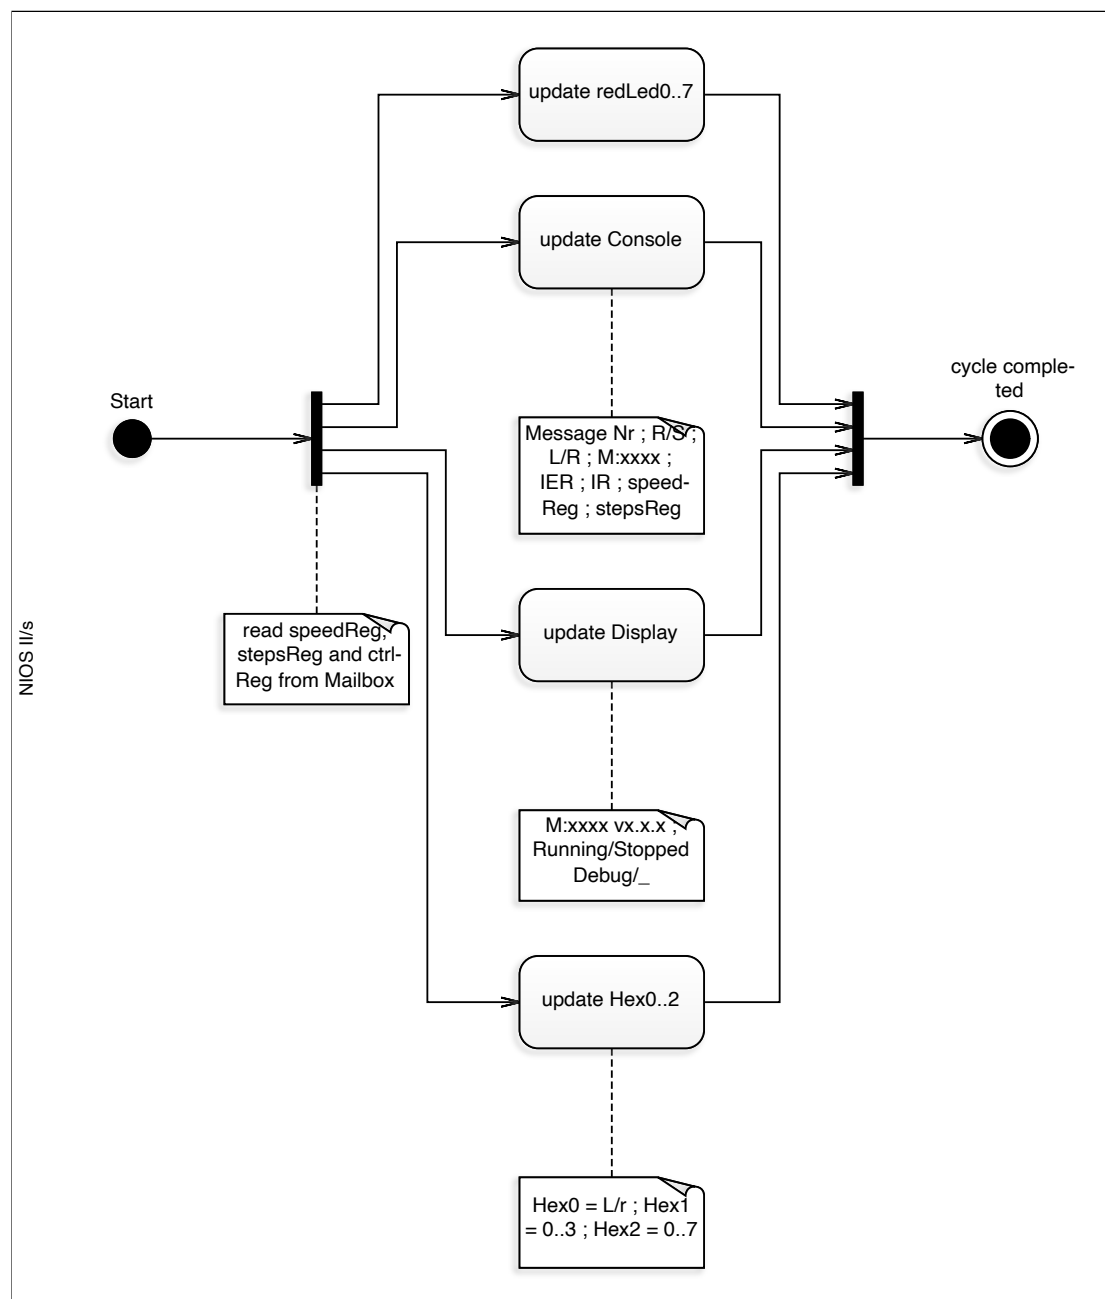 update redLed0..7
update Console
Start
cycle comple-
ted
Message Nr ; R/S ;
L/R ; M:xxxx ;
IER ; IR ; speed-
Reg ; stepsReg
NIOS II/s
read speedReg,
stepsReg and ctrl-
Reg from Mailbox
update Display
M:xxxx vx.x.x ;
Running/Stopped
Debug/_
update Hex0..2
Hex0 = L/r ; Hex1
= 0..3 ; Hex2 = 0..7